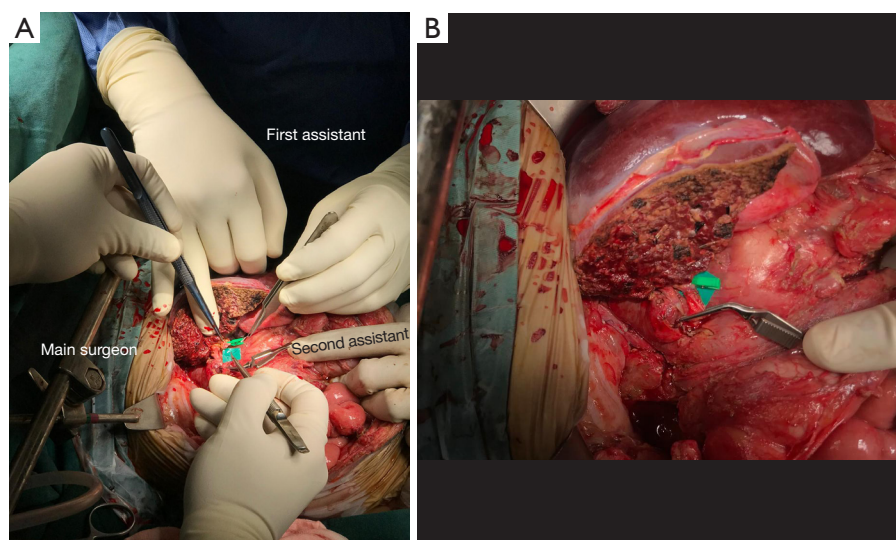 A
B
First assistant
Main surgeon
Second assistant